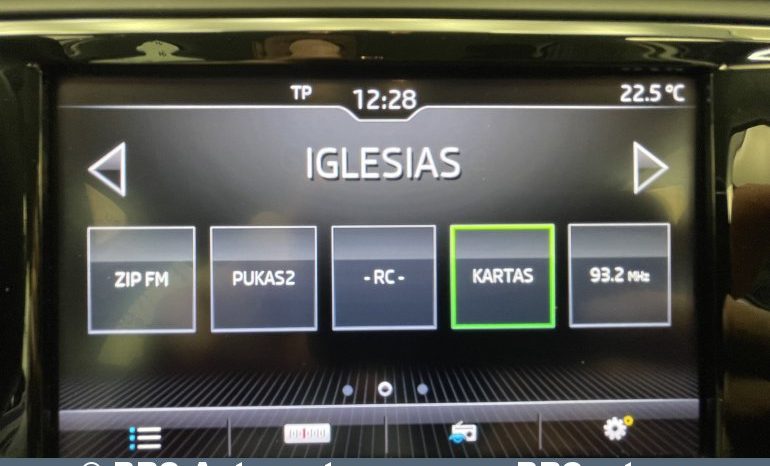 TP 12:28 22.5 °C
IGLESIAS
ZIP FM PUKAS2 - RC - KARTAS 93.2 MHz